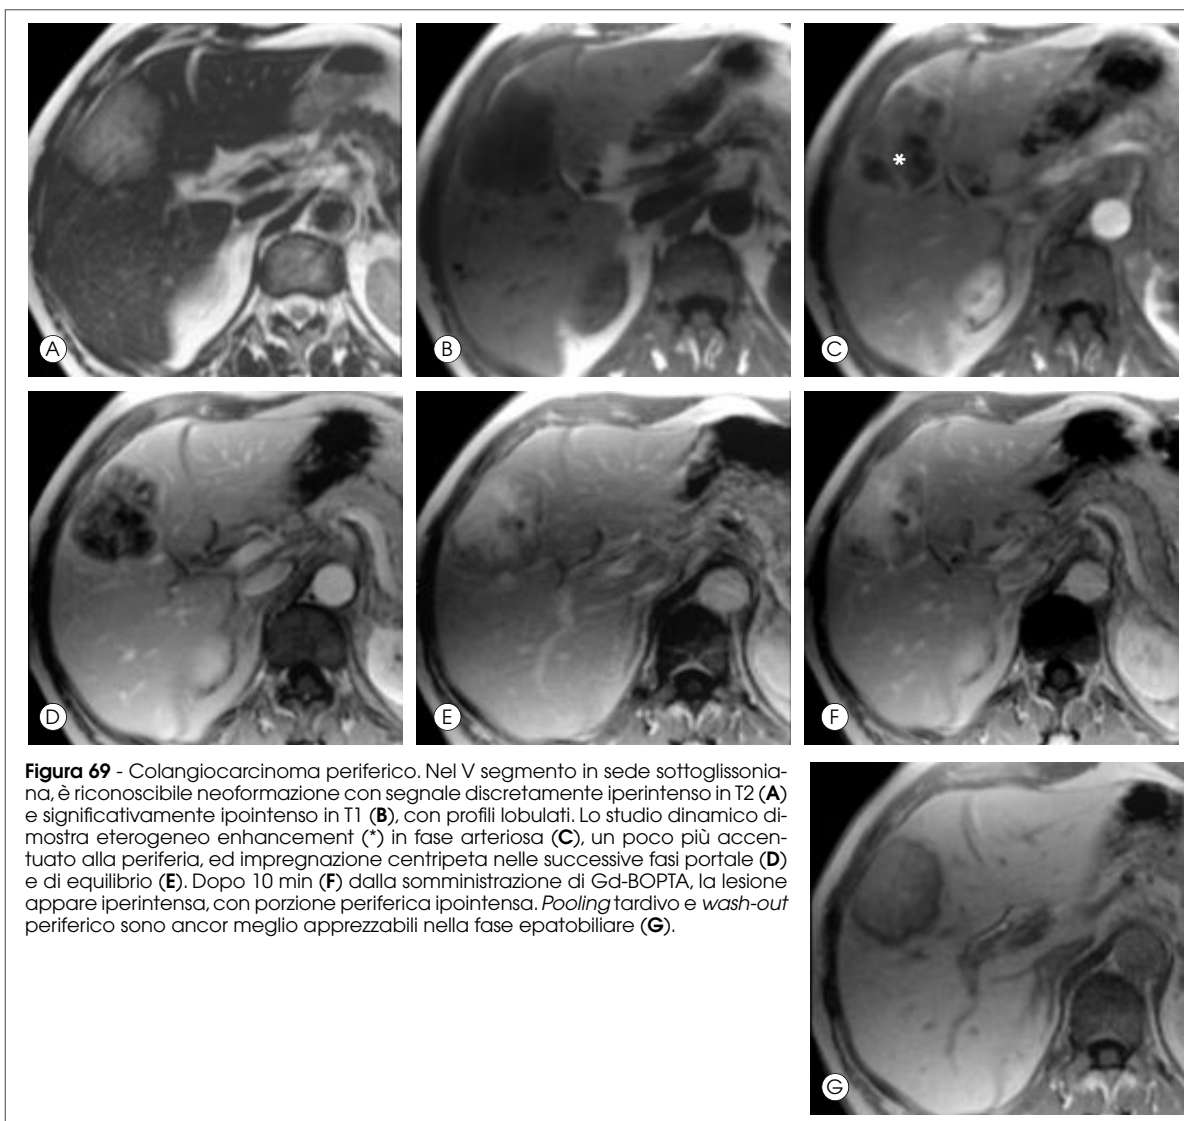 A
B
*
C
D
E
F
Figura 69 - Colangiocarcinoma periferico. Nel V segmento in sede sottoglissonia-
na, è riconoscibile neoformazione con segnale discretamente iperintenso in T2 (A)
e significativamente ipointenso in T1 (B), con profili lobulati. Lo studio dinamico di-
mostra eterogeneo enhancement (*) in fase arteriosa (C), un poco più accen-
tuato alla periferia, ed impregnazione centripeta nelle successive fasi portale (D)
e di equilibrio (E). Dopo 10 min (F) dalla somministrazione di Gd-BOPTA, la lesione
appare iperintensa, con porzione periferica ipointensa. Pooling tardivo e wash-out
periferico sono ancor meglio apprezzabili nella fase epatobiliare (G).
G